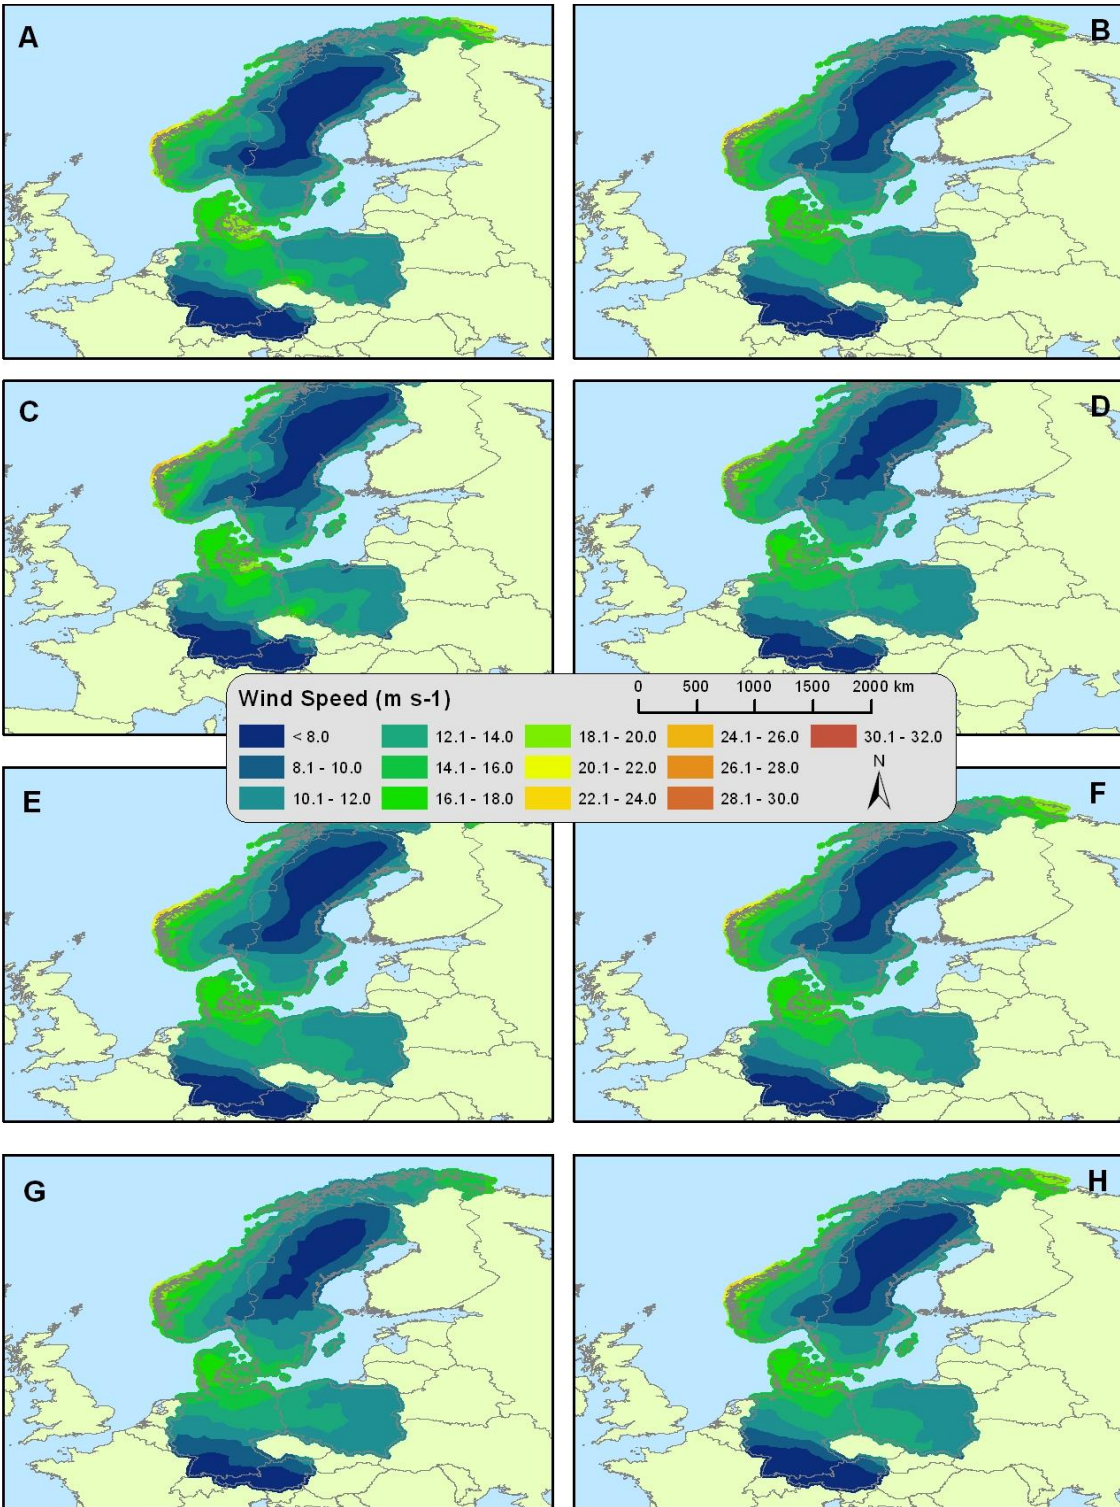 A
B
C
D
Wind Speed (m s-1)
0 500 1000 1500 2000 km
< 8.0 12.1 - 14.0 18.1 - 20.0 24.1 - 26.0 30.1 - 32.0
8.1 - 10.0 14.1 - 16.0 20.1 - 22.0 26.1 - 28.0 N
10.1 - 12.0 16.1 - 18.0 22.1 - 24.0 28.1 - 30.0
E
F
G
H